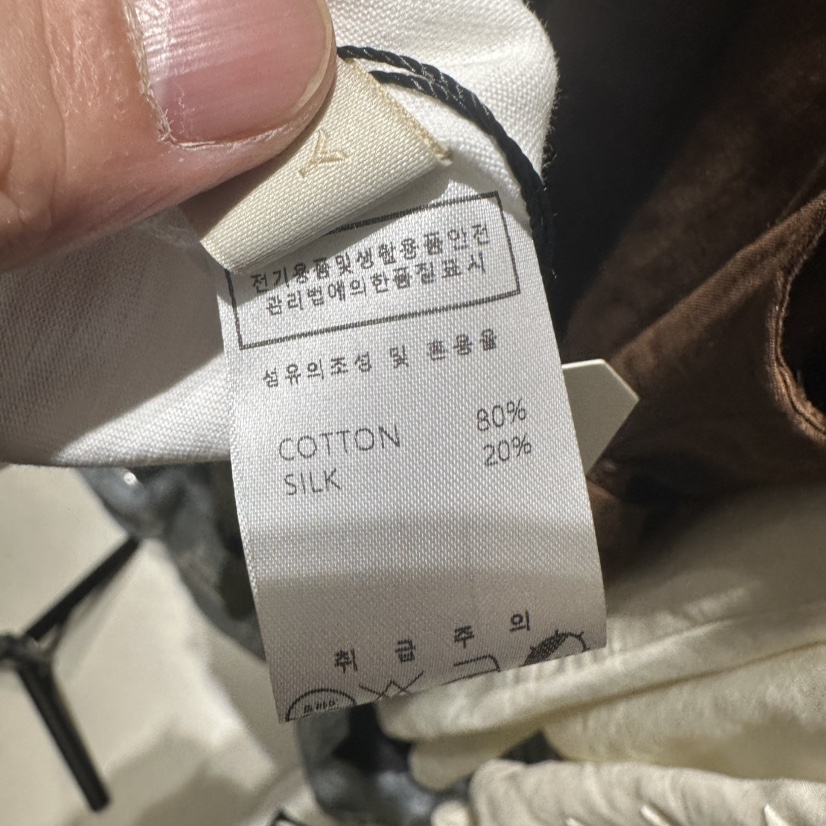 전기용품및생활용품안전
관리법에의한품질표시
섬유의조성 및 혼용율
COTTON 80%
SILK 20%
취급주의